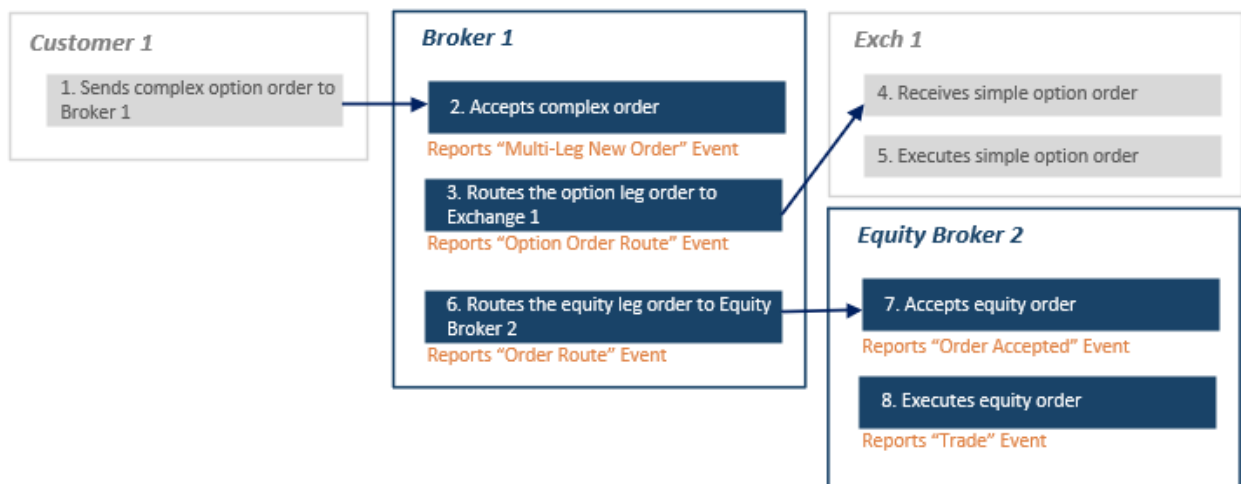 Customer 1
1. Sends complex option order to
Broker 1
Broker 1
2. Accepts complex order
Reports “Multi-Leg New Order” Event
3. Routes the option leg order to
Exchange 1
Reports “Option Order Route” Event
6. Routes the equity leg order to Equity
Broker 2
Reports “Order Route” Event
Exch 1
4. Receives simple option order
5. Executes simple option order
Equity Broker 2
7. Accepts equity order
Reports “Order Accepted” Event
8. Executes equity order
Reports “Trade” Event